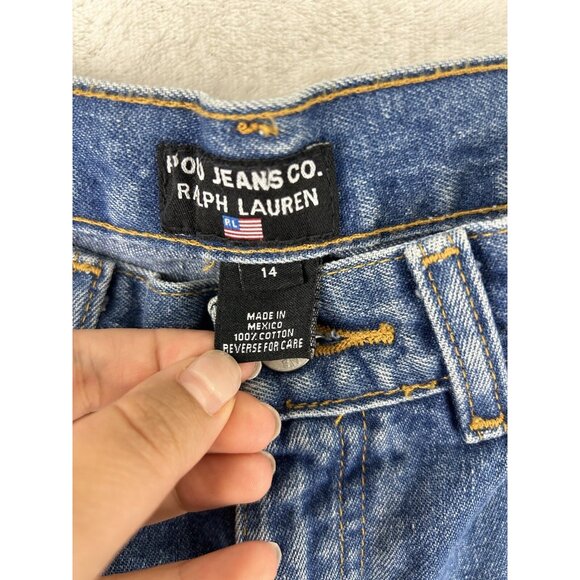 POLO JEANS CO.
RALPH LAUREN
RL
14
MADE IN
MEXICO
100% COTTON
REVERSE FOR CARE